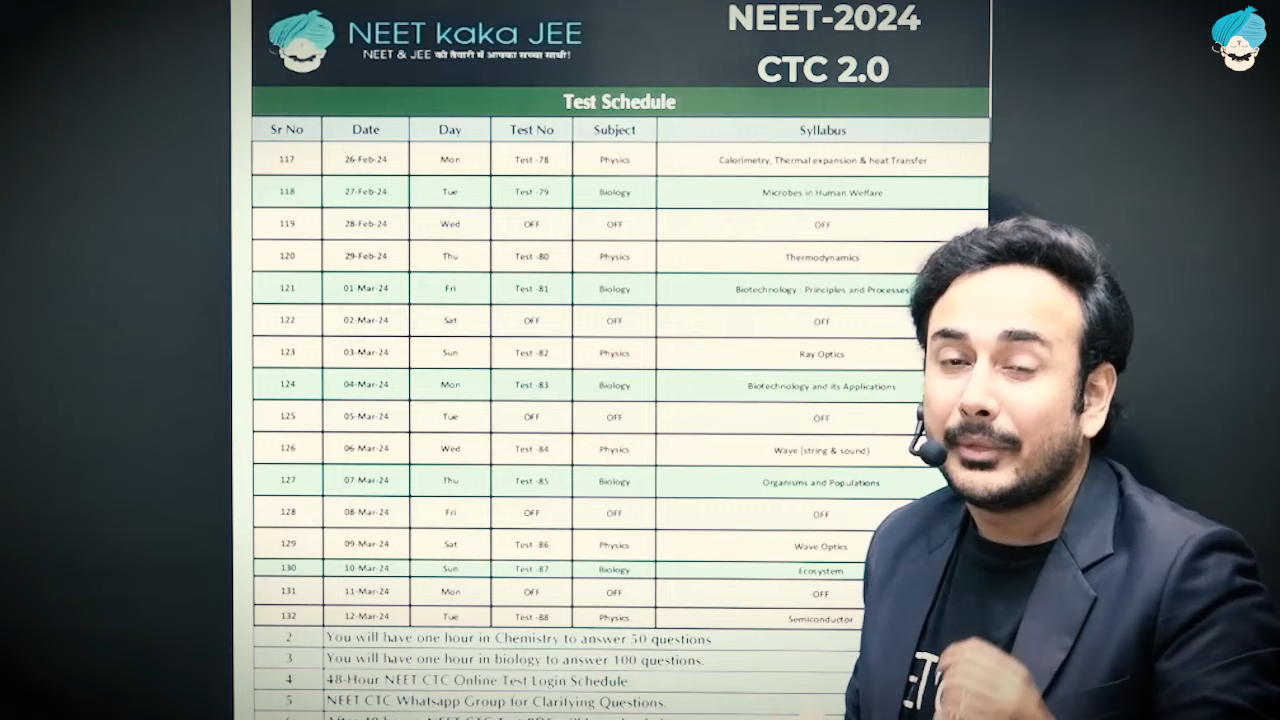 NEET kaka JEE
NEET & JEE की तैयारी में आपका सच्चा साथी!
NEET-2024
CTC 2.0
Test Schedule
Sr No Date Day Test No Subject Syllabus
117 26-Feb-24 Mon Test -78 Physics Calorimetry, Thermal expansion & heat Transfer
118 27-Feb-24 Tue Test -79 Biology Microbes in Human Welfare
119 28-Feb-24 Wed OFF OFF OFF
120 29-Feb-24 Thu Test -80 Physics Thermodynamics
121 01-Mar-24 Fri Test -81 Biology Biotechnology : Principles and Processes
122 02-Mar-24 Sat OFF OFF OFF
123 03-Mar-24 Sun Test -82 Physics Ray Optics
124 04-Mar-24 Mon Test -83 Biology Biotechnology and its Applications
125 05-Mar-24 Tue OFF OFF OFF
126 06-Mar-24 Wed Test -84 Physics Wave (string & sound)
127 07-Mar-24 Thu Test -85 Biology Organisms and Populations
128 08-Mar-24 Fri OFF OFF OFF
129 09-Mar-24 Sat Test -86 Physics Wave Optics
130 10-Mar-24 Sun Test -87 Biology Ecosystem
131 11-Mar-24 Mon OFF OFF OFF
132 12-Mar-24 Tue Test -88 Physics Semiconductor
2 You will have one hour in Chemistry to answer 50 questions
3 You will have one hour in biology to answer 100 questions.
4 48-Hour NEET CTC Online Test Login Schedule
5 NEET CTC Whatsapp Group for Clarifying Questions.